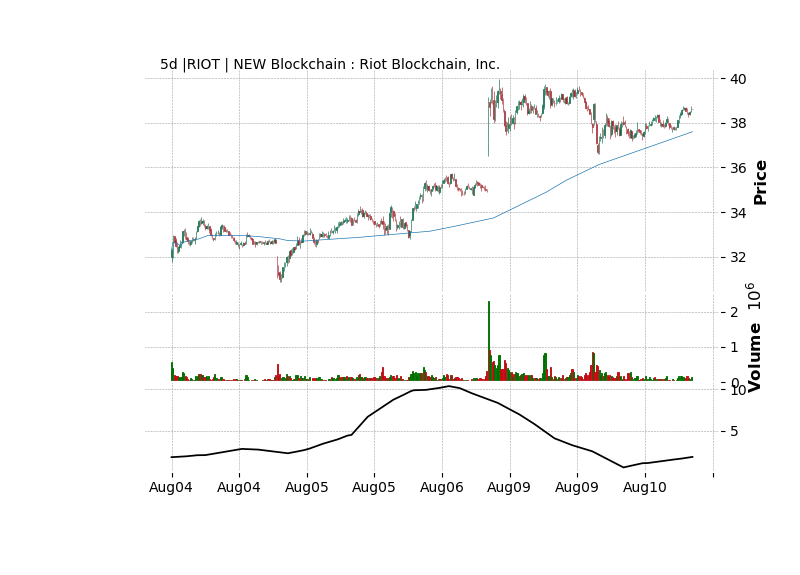 5d |RIOT | NEW Blockchain : Riot Blockchain, Inc.
40
38
36
34
32
Price
2
1
0
Volume 10^6
10
5
Aug04 Aug04 Aug05 Aug05 Aug06 Aug09 Aug09 Aug10